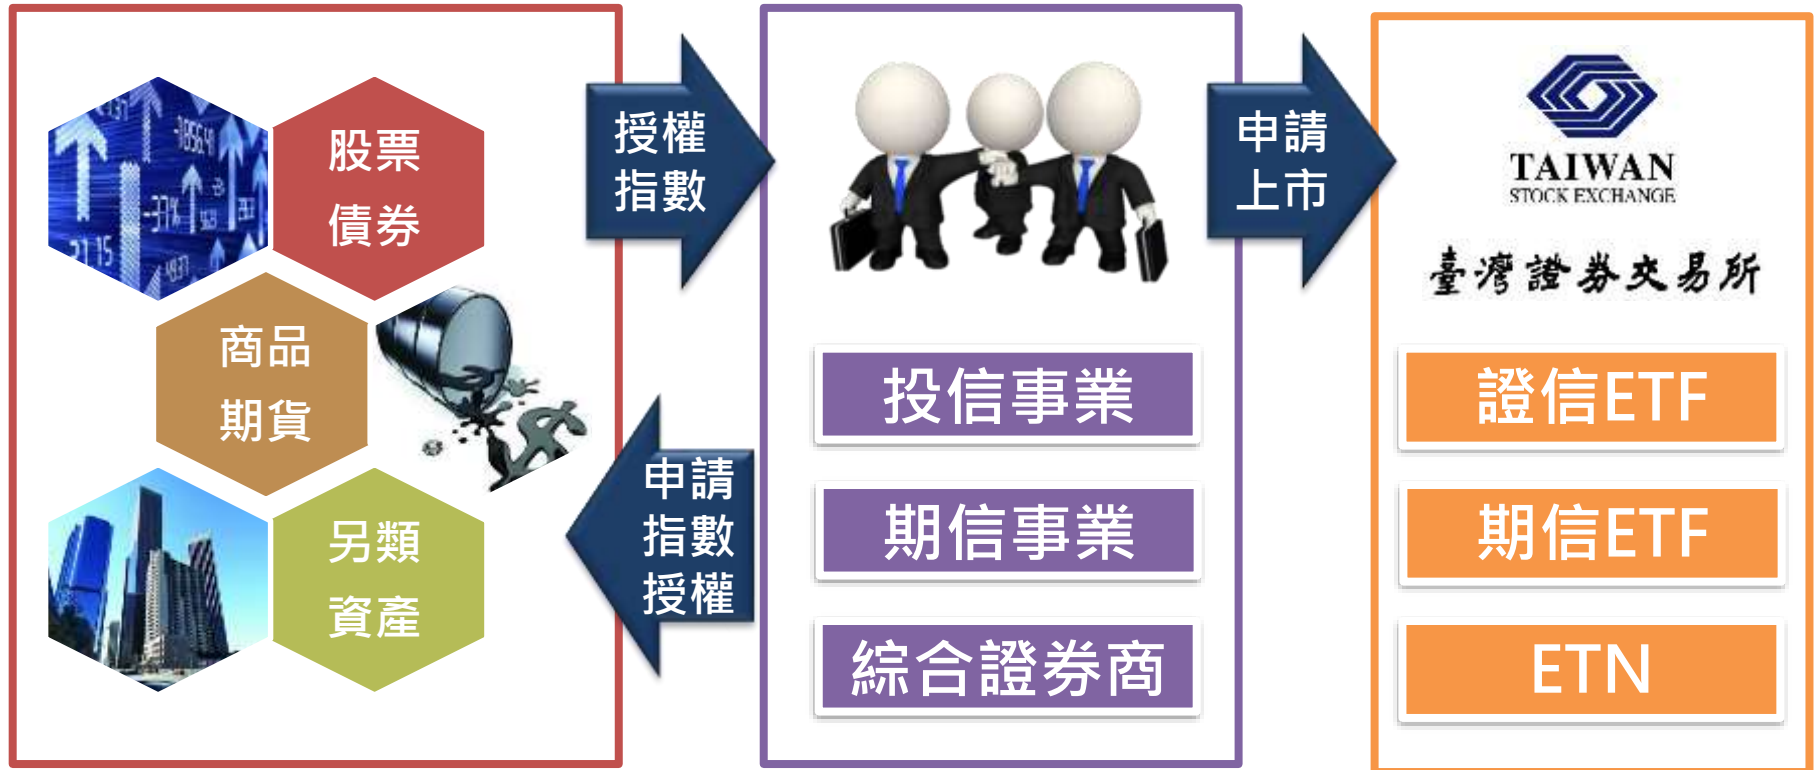 股票
債券
商品
期貨
另類
資產
授權
指數
申請
指數
授權
投信事業
期信事業
綜合證券商
申請
上市
TAIWAN
STOCK EXCHANGE
臺灣證券交易所
證信ETF
期信ETF
ETN